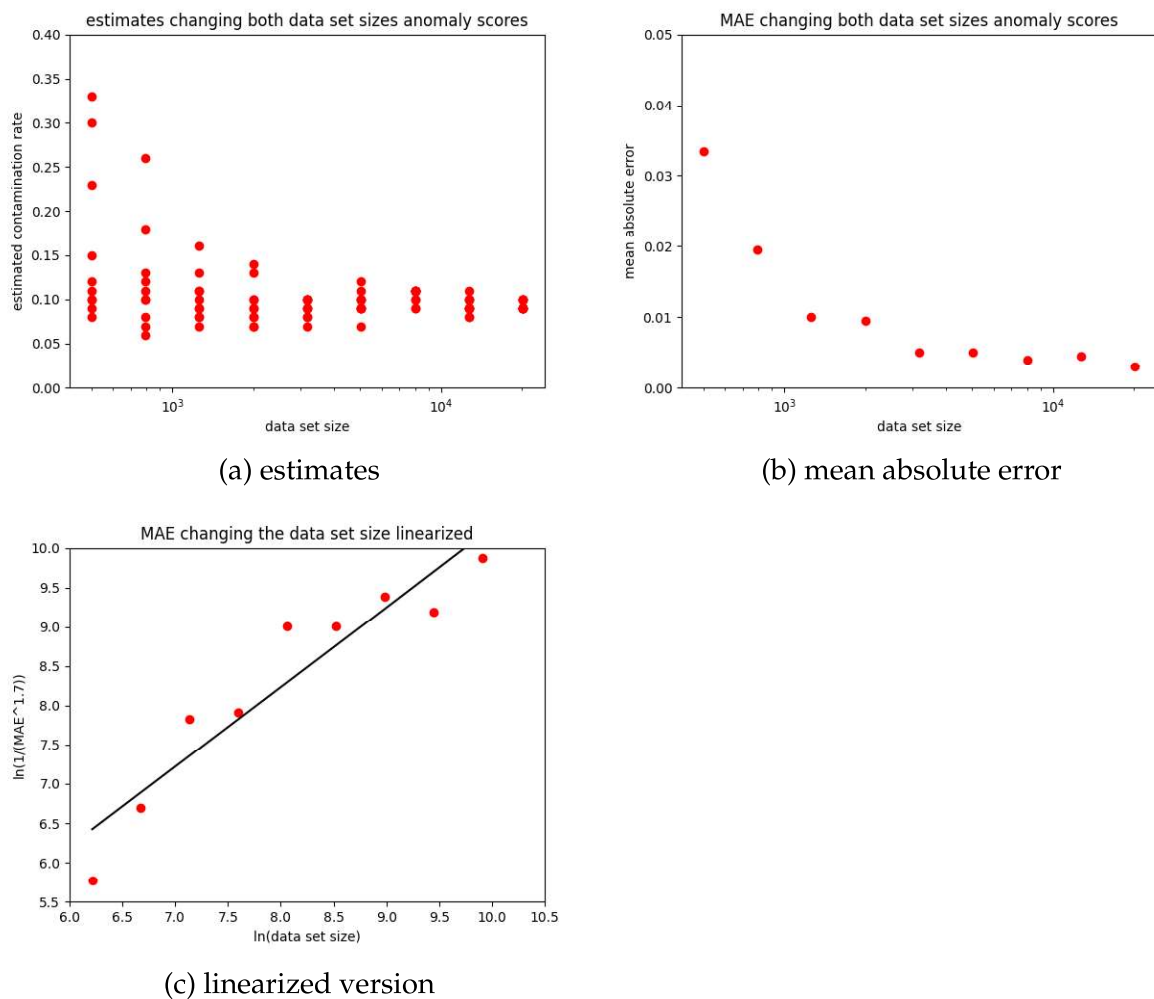 estimates changing both data set sizes anomaly scores
0.40
0.35
0.30
0.25
0.20
0.15
0.10
0.05
0.00
estimated contamination rate
10^3
10^4
data set size
(a) estimates
MAE changing both data set sizes anomaly scores
0.05
0.04
0.03
0.02
0.01
0.00
mean absolute error
10^3
10^4
data set size
(b) mean absolute error
MAE changing the data set size linearized
10.0
9.5
9.0
8.5
8.0
7.5
7.0
6.5
6.0
5.5
ln(1/(MAE^1.7))
6.0 6.5 7.0 7.5 8.0 8.5 9.0 9.5 10.0 10.5
ln(data set size)
(c) linearized version